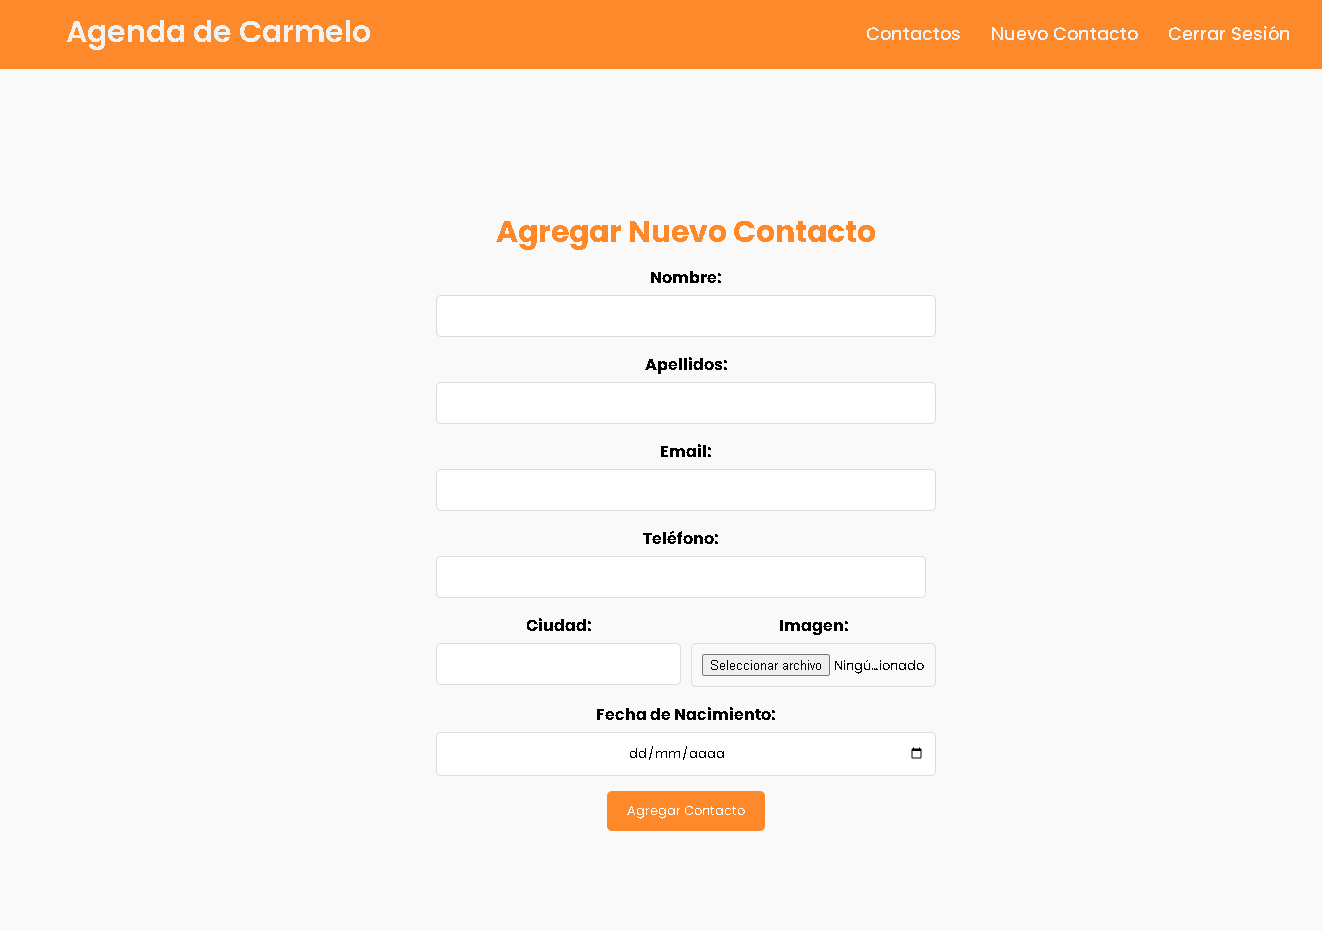 Agenda de Carmelo
Contactos Nuevo Contacto Cerrar Sesión
Agregar Nuevo Contacto
Nombre:
Apellidos:
Email:
Teléfono:
Ciudad: Imagen:
Seleccionar archivo Ningú...ionado
Fecha de Nacimiento:
dd/mm/aaaa
Agregar Contacto